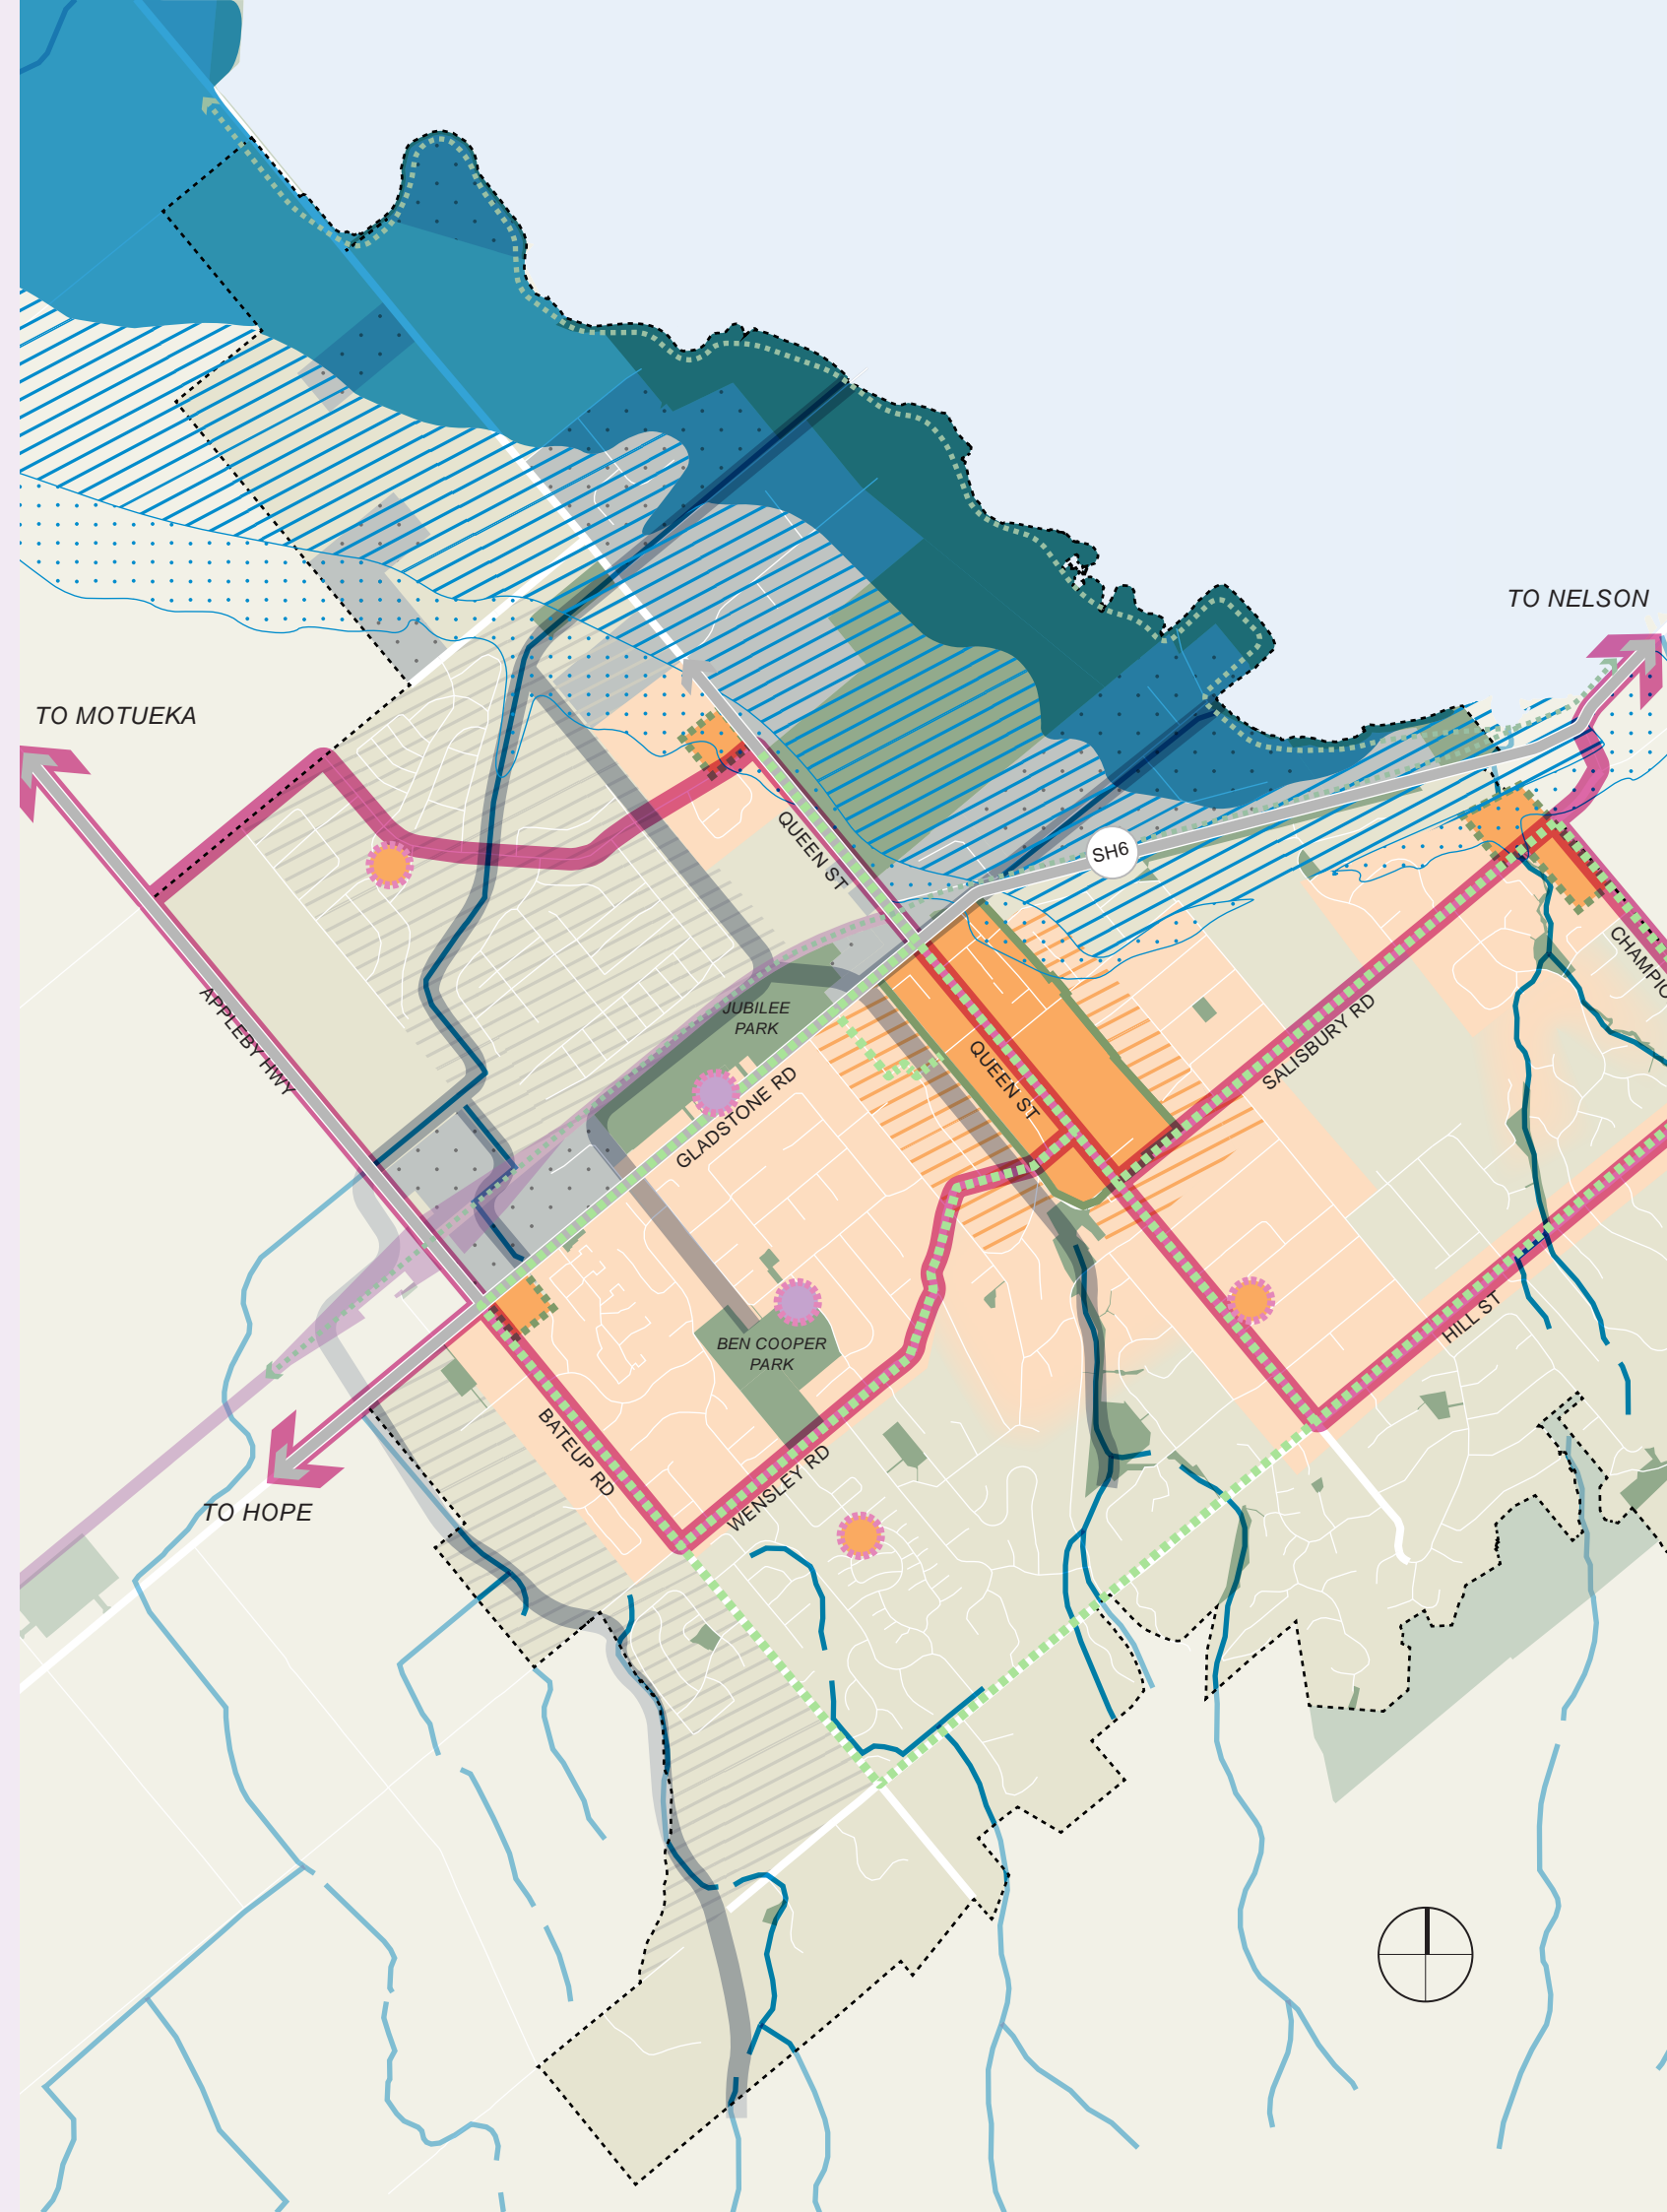 TO NELSON
TO MOTUEKA
QUEEN ST
SH6
CHAMPIO
APPLEBY HWY
JUBILEE
PARK
SALISBURY RD
QUEEN ST
GLADSTONE RD
HILL ST
BEN COOPER
PARK
BATEUP RD
WENSLEY RD
TO HOPE